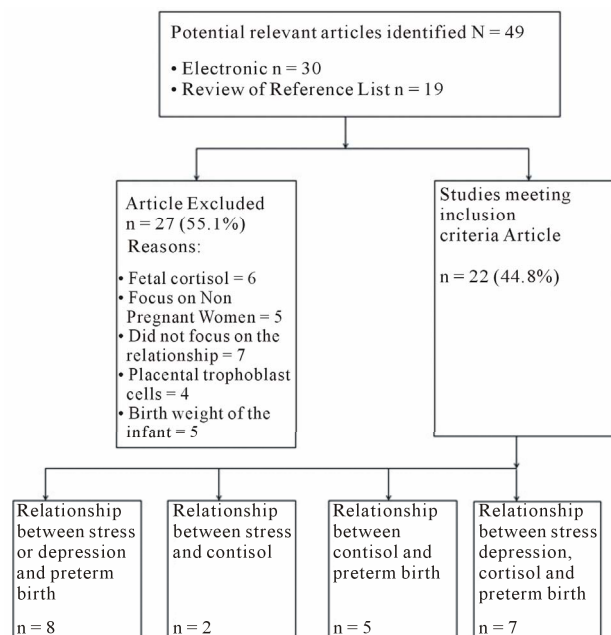 Potential relevant articles identified N = 49
• Electronic n = 30
• Review of Reference List n = 19
Article Excluded
n = 27 (55.1%)
Reasons:
• Fetal cortisol = 6
• Focus on Non
Pregnant Women = 5
• Did not focus on the
relationship = 7
• Placental trophoblast
cells = 4
• Birth weight of the
infant = 5
Studies meeting
inclusion
criteria Article
n = 22 (44.8%)
Relationship
between stress
or depression
and preterm
birth
n = 8
Relationship
between stress
and contisol
n = 2
Relationship
between
contisol and
preterm birth
n = 5
Relationship
between stress
depression,
cortisol and
preterm birth
n = 7